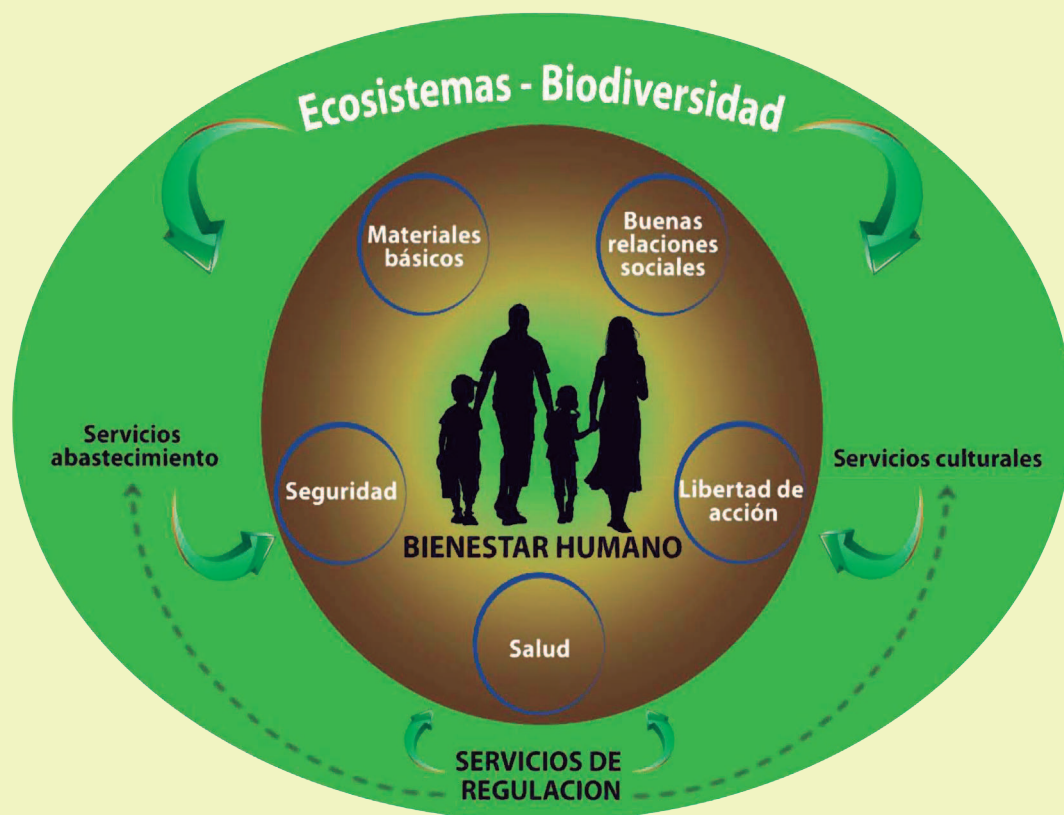 Ecosistemas - Biodiversidad
Materiales
básicos
Buenas
relaciones
sociales
Servicios
abastecimiento
Seguridad
Libertad de
acción
Servicios culturales
BIENESTAR HUMANO
Salud
SERVICIOS DE
REGULACION